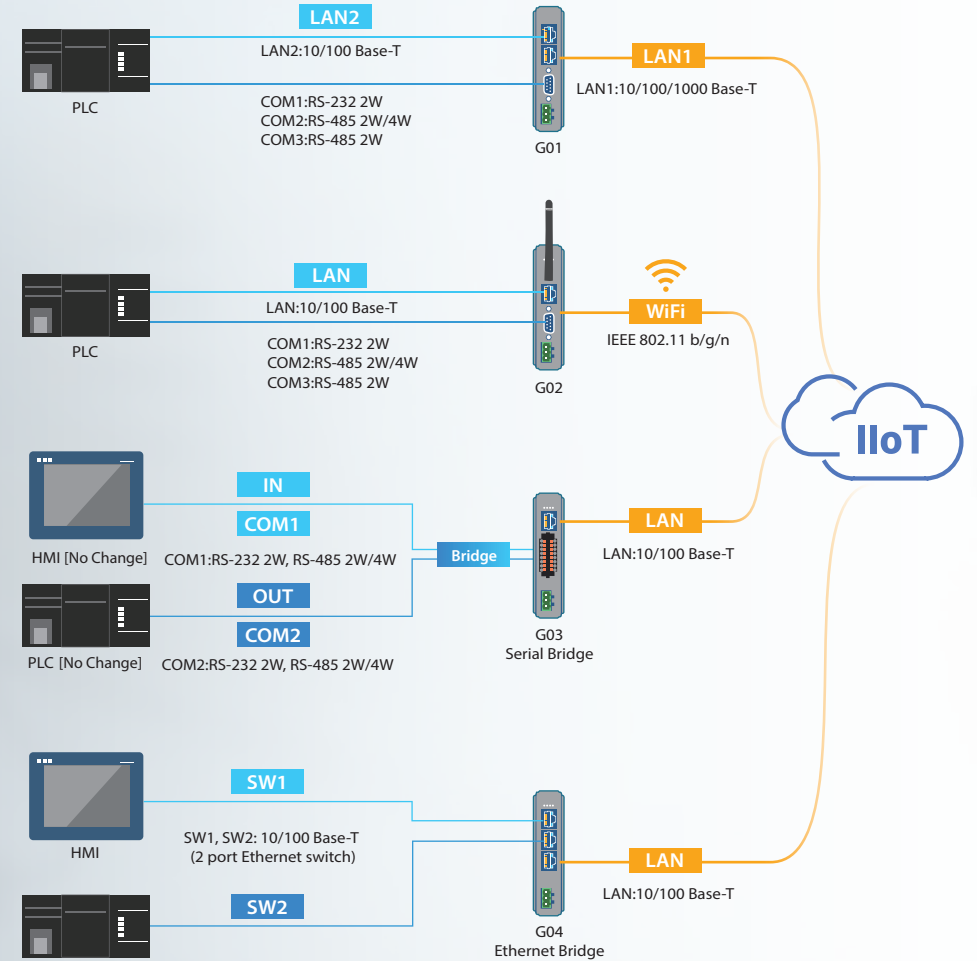 LAN2
LAN2:10/100 Base-T
PLC
COM1:RS-232 2W
COM2:RS-485 2W/4W
COM3:RS-485 2W
G01
LAN1
LAN1:10/100/1000 Base-T
LAN
LAN:10/100 Base-T
PLC
COM1:RS-232 2W
COM2:RS-485 2W/4W
COM3:RS-485 2W
G02
WiFi
IEEE 802.11 b/g/n
IIoT
IN
COM1
HMI [No Change]
COM1:RS-232 2W, RS-485 2W/4W
Bridge
OUT
COM2
PLC [No Change]
COM2:RS-232 2W, RS-485 2W/4W
G03
Serial Bridge
LAN
LAN:10/100 Base-T
SW1
HMI
SW1, SW2: 10/100 Base-T
(2 port Ethernet switch)
SW2
G04
Ethernet Bridge
LAN
LAN:10/100 Base-T